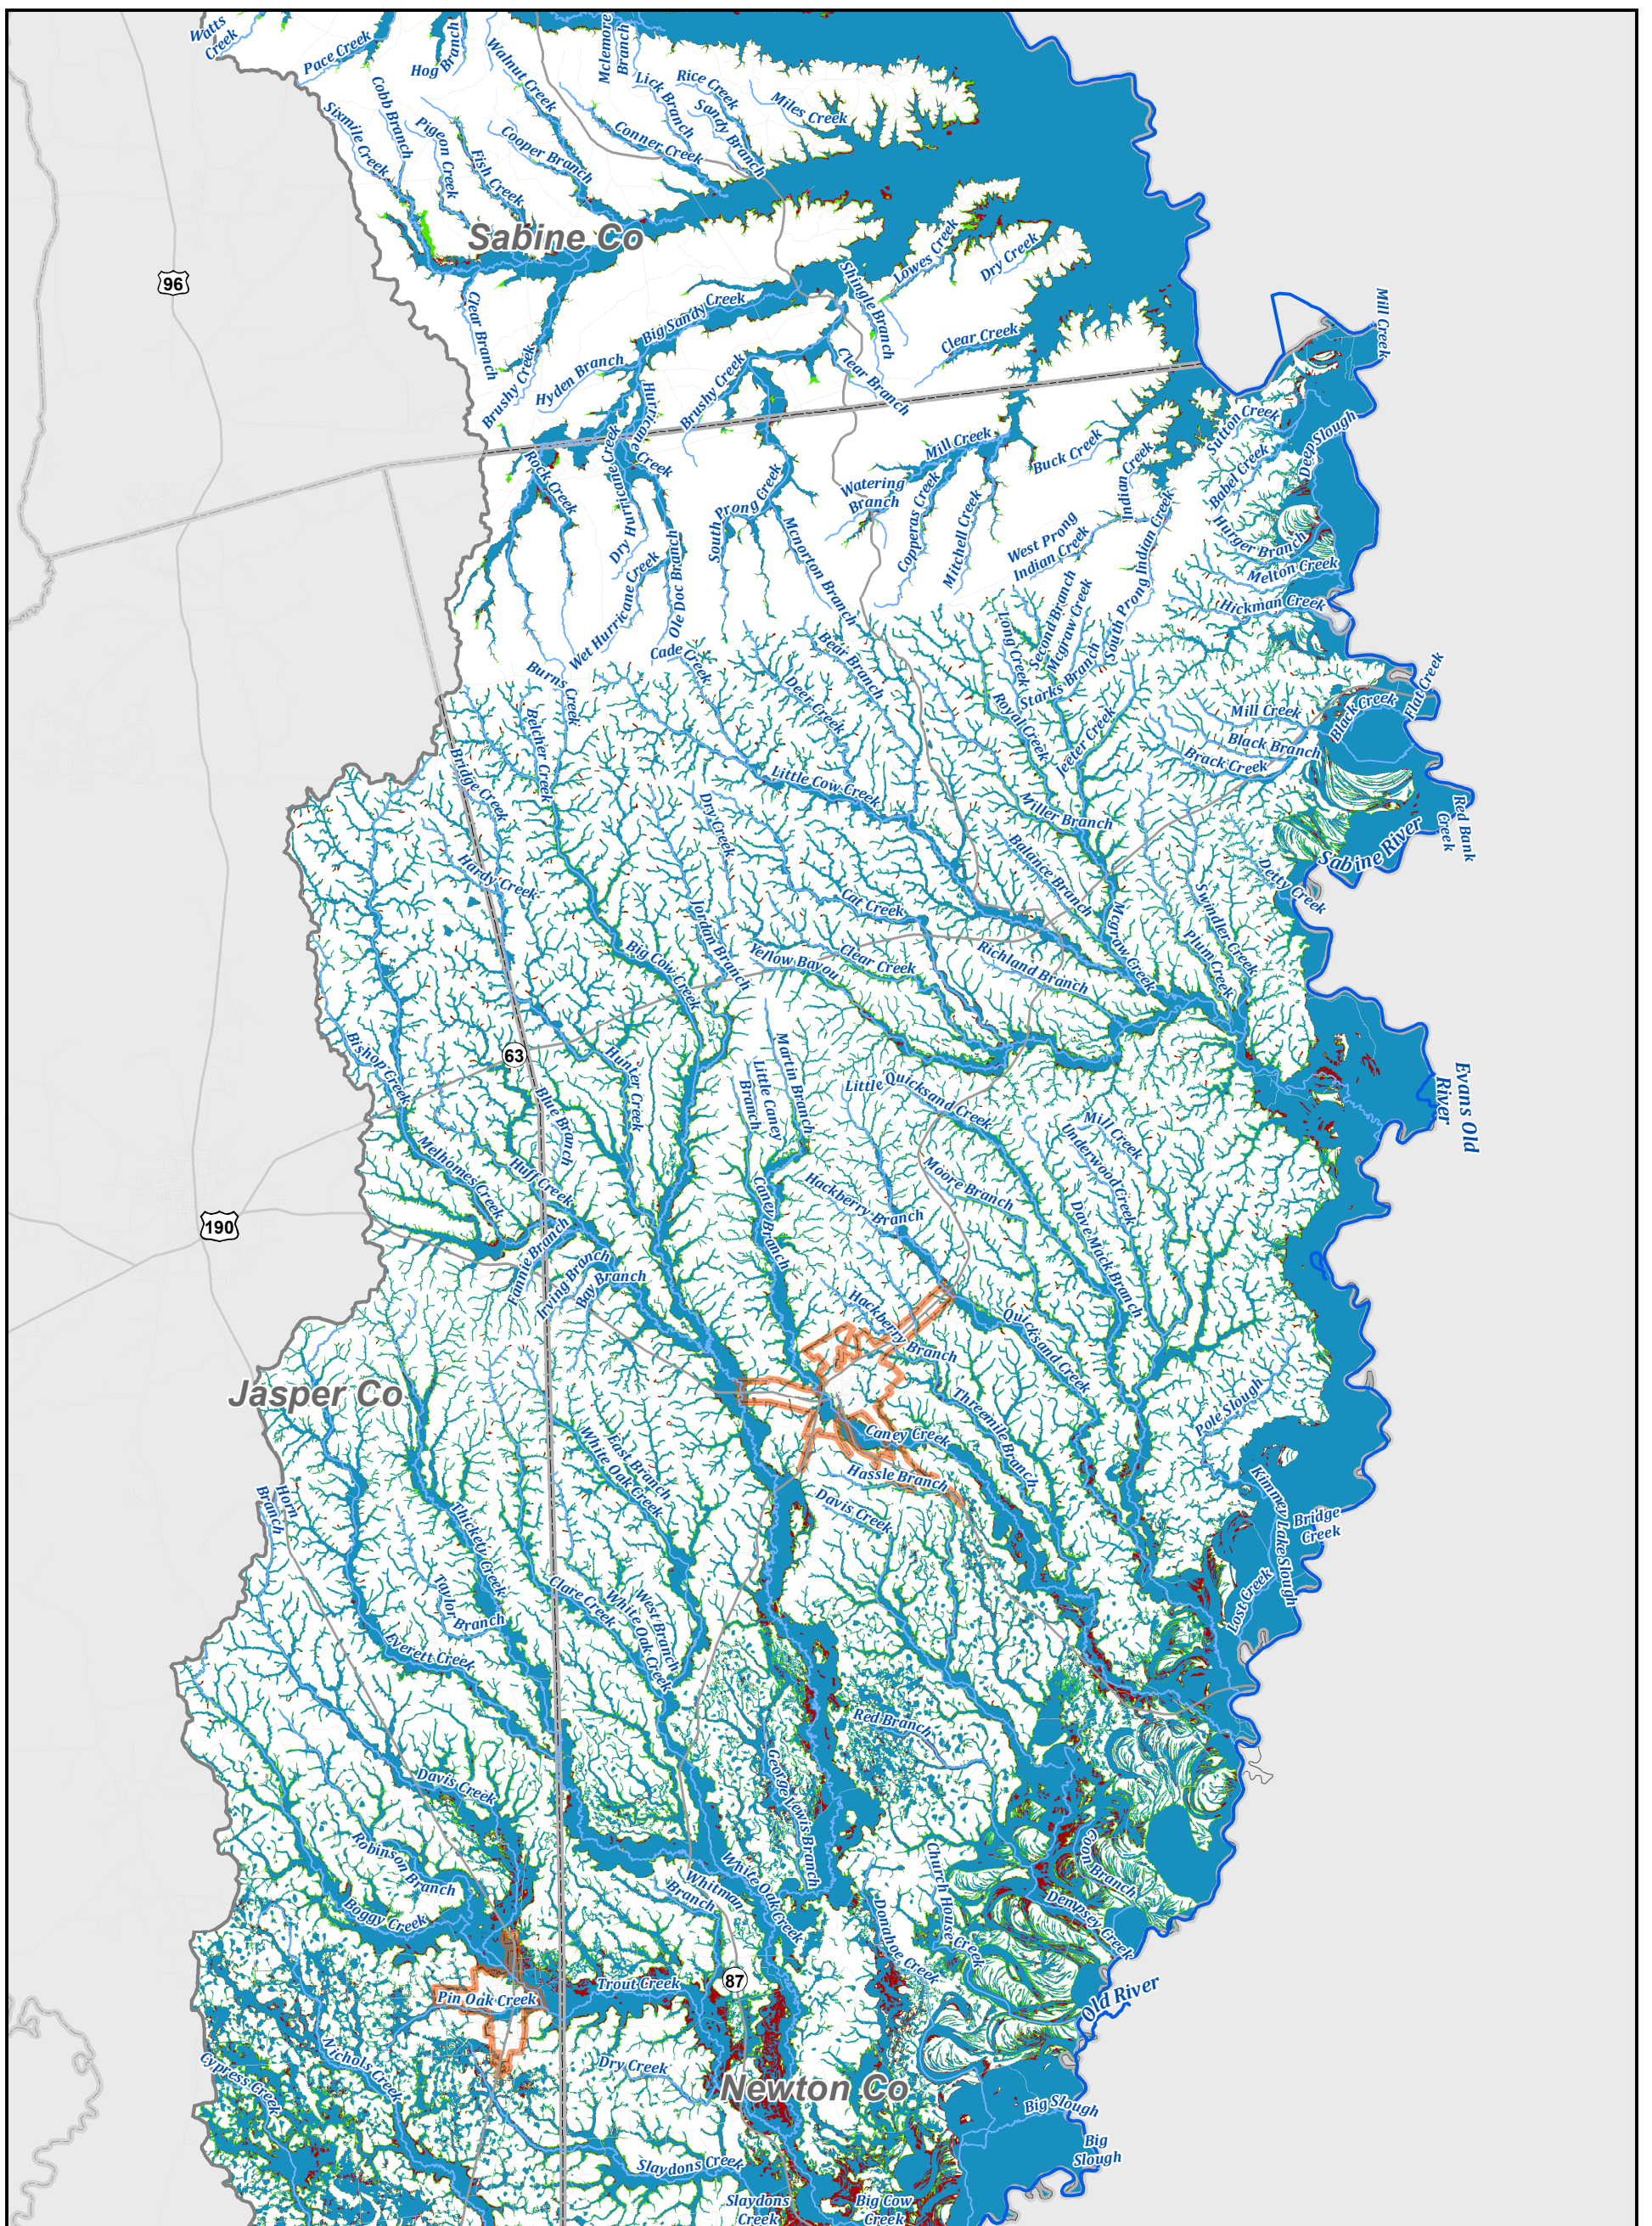 Watts
Creek
Pace Creek
Hog
Branch
Walnut Creek
Mclemore
Branch
Lick Branch
Rice Creek
Sandy Branch
Miles Creek
Sixmile Creek
Cobb Branch
Pigeon Creek
Fish Creek
Cooper Branch
Conner Creek
Sabine Co
96
Lowes Creek
Dry Creek
Shingle Branch
Clear Branch
Brushy Creek
Big Sandy Creek
Hyden Branch
Hurricane Creek
Brushy Creek
Clear Branch
Clear Creek
Mill Creek
Rock Creek
Dry Hurricane Creek
South Prong Creek
Watering
Branch
Mill Creek
Copperas Creek
Mitchell Creek
Buck Creek
Indian Creek
Sutton Creek
Babel Creek
Deep Slough
West Prong
Indian Creek
Harger Branch
Melton Creek
Hickman Creek
Wet Hurricane Creek
Ole Doc Branch
Mcnorton Branch
Long Creek
Second Branch
Mcgraw Creek
South Prong Indian Creek
Starks Branch
Burns Creek
Belcher Creek
Cade Creek
Deer Creek
Bear Branch
Royal Creek
Jeeter Creek
Mill Creek
Black Branch
Brack Creek
Black Creek
Flat Creek
Bridge Creek
Little Cow Creek
Miller Branch
Sabine River
Red Bank
Creek
Hardy Creek
Dry Creek
Jordan Branch
Cat Creek
Balance Branch
Detty Creek
Swindler Creek
Plum Creek
Mcgraw Creek
Big Cow Creek
Yellow Bayou
Clear Creek
Richland Branch
63
Bishop Creek
Hunter Creek
Blue Branch
Martin Branch
Little Caney
Branch
Little Quicksand Creek
Mill Creek
Underwood Creek
Evans Old
River
Melhomes Creek
Huff Creek
Caney Branch
Hackberry Branch
Moore Branch
Dave Mack Branch
190
Fannie Branch
Irving Branch
Bay Branch
Hackberry Branch
Quicksand Creek
Jasper Co
Threemile Branch
Pole Slough
East Branch
White Oak Creek
Caney Creek
Hassle Branch
Davis Creek
Kimmey Lake Slough
Bridge
Creek
Lost Creek
Horn
Branch
Thickety Creek
Taylor
Branch
Clare Creek
West Branch
White Oak Creek
Everett Creek
Red Branch
George Lewis Branch
Davis Creek
Robinson
Branch
Boggy Creek
Whitman
Branch
White Oak Creek
Church House Creek
Coon Branch
Dempsey Creek
Donahoe Creek
87
Trout Creek
Pin Oak Creek
Old River
Nichols Creek
Cypress Creek
Dry Creek
Newton Co
Big Slough
Big
Slough
Slaydons Creek
Slaydons
Creek
Big Cow
Creek